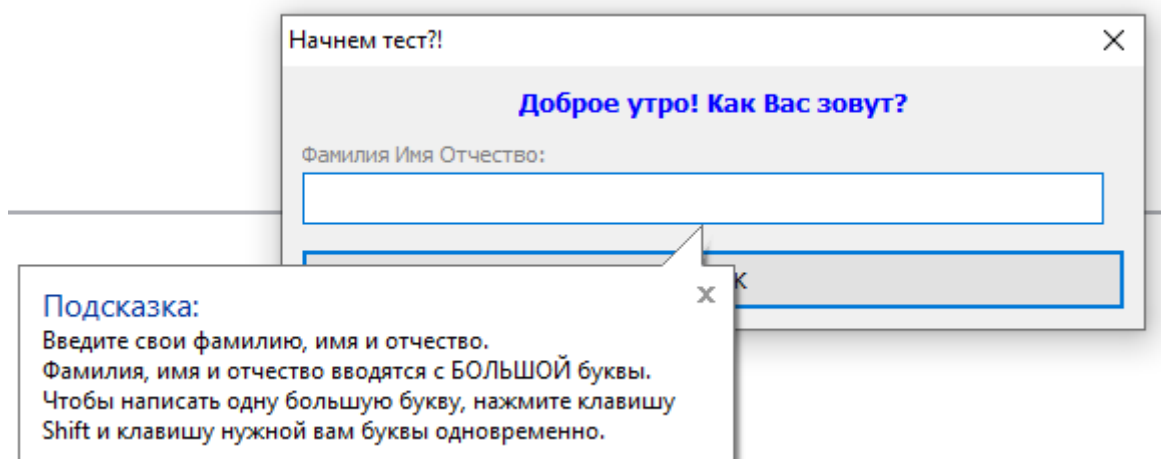 Начнем тест?!
Доброе утро! Как Вас зовут?
Фамилия Имя Отчество:
Подсказка:
Введите свои фамилию, имя и отчество.
Фамилия, имя и отчество вводятся с БОЛЬШОЙ буквы.
Чтобы написать одну большую букву, нажмите клавишу
Shift и клавишу нужной вам буквы одновременно.